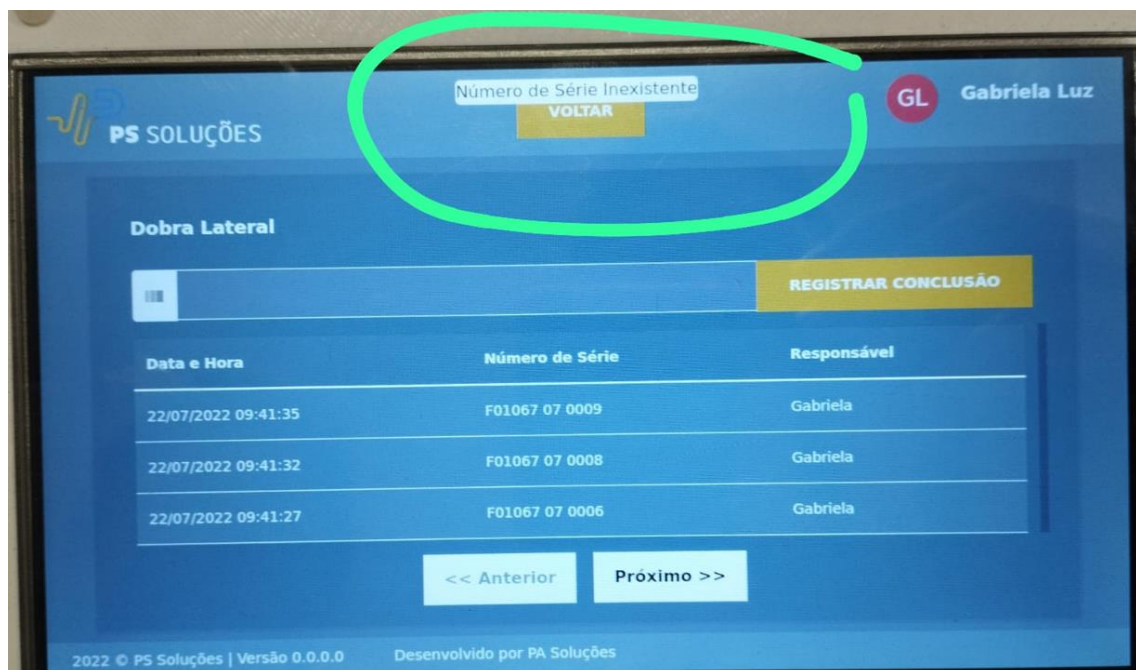 Número de Série Inexistente
VOLTAR
GL Gabriela Luz
PS SOLUÇÕES
Dobra Lateral
REGISTRAR CONCLUSÃO
Data e Hora Número de Série Responsável
22/07/2022 09:41:35 F01067 07 0009 Gabriela
22/07/2022 09:41:32 F01067 07 0008 Gabriela
22/07/2022 09:41:27 F01067 07 0006 Gabriela
<< Anterior Próximo >>
2022 © PS Soluções | Versão 0.0.0.0 Desenvolvido por PA Soluções